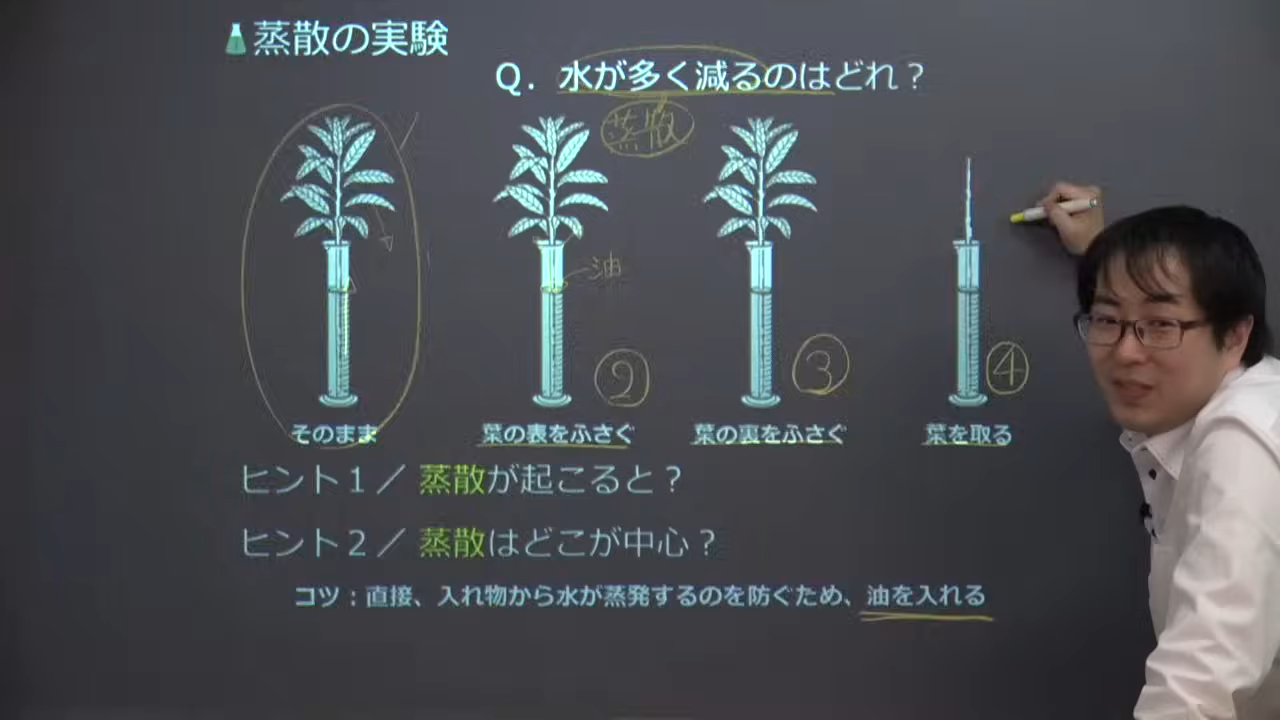 蒸散の実験
Q. 水が多く減るのはどれ？
蒸散
油
②
③
④
そのまま
葉の表をふさぐ
葉の裏をふさぐ
葉を取る
ヒント１／ 蒸散が起こると？
ヒント２／ 蒸散はどこが中心？
コツ：直接、入れ物から水が蒸発するのを防ぐため、油を入れる